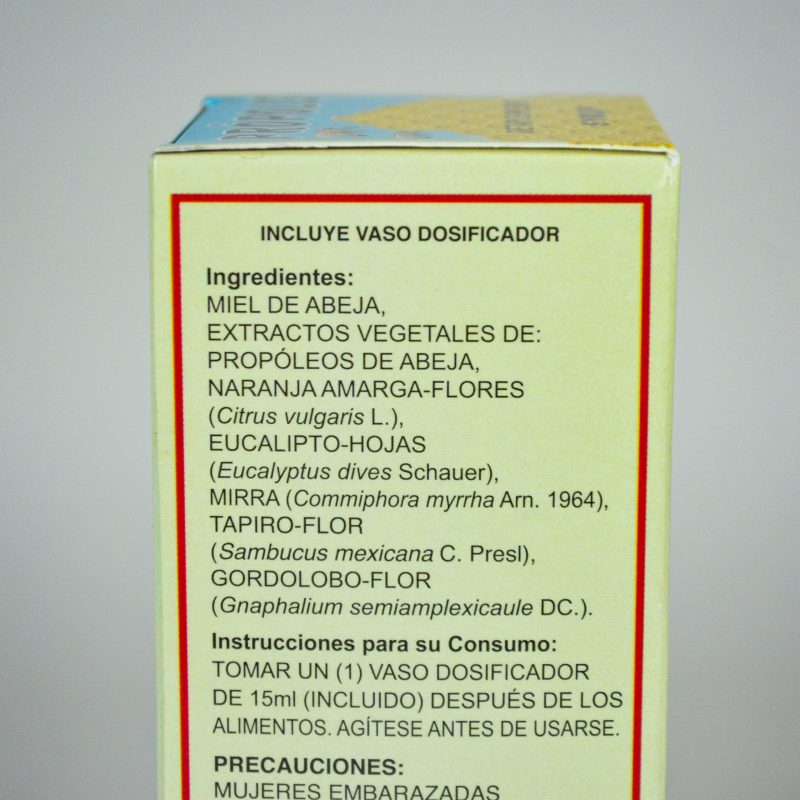 INCLUYE VASO DOSIFICADOR
Ingredientes:
MIEL DE ABEJA,
EXTRACTOS VEGETALES DE:
PROPÓLEOS DE ABEJA,
NARANJA AMARGA-FLORES
(Citrus vulgaris L.),
EUCALIPTO-HOJAS
(Eucalyptus dives Schauer),
MIRRA (Commiphora myrrha Arn. 1964),
TAPIRO-FLOR
(Sambucus mexicana C. Presl),
GORDOLOBO-FLOR
(Gnaphalium semiamplexicaule DC.).
Instrucciones para su Consumo:
TOMAR UN (1) VASO DOSIFICADOR
DE 15ml (INCLUIDO) DESPUÉS DE LOS
ALIMENTOS. AGÍTESE ANTES DE USARSE.
PRECAUCIONES:
MUJERES EMBARAZADAS